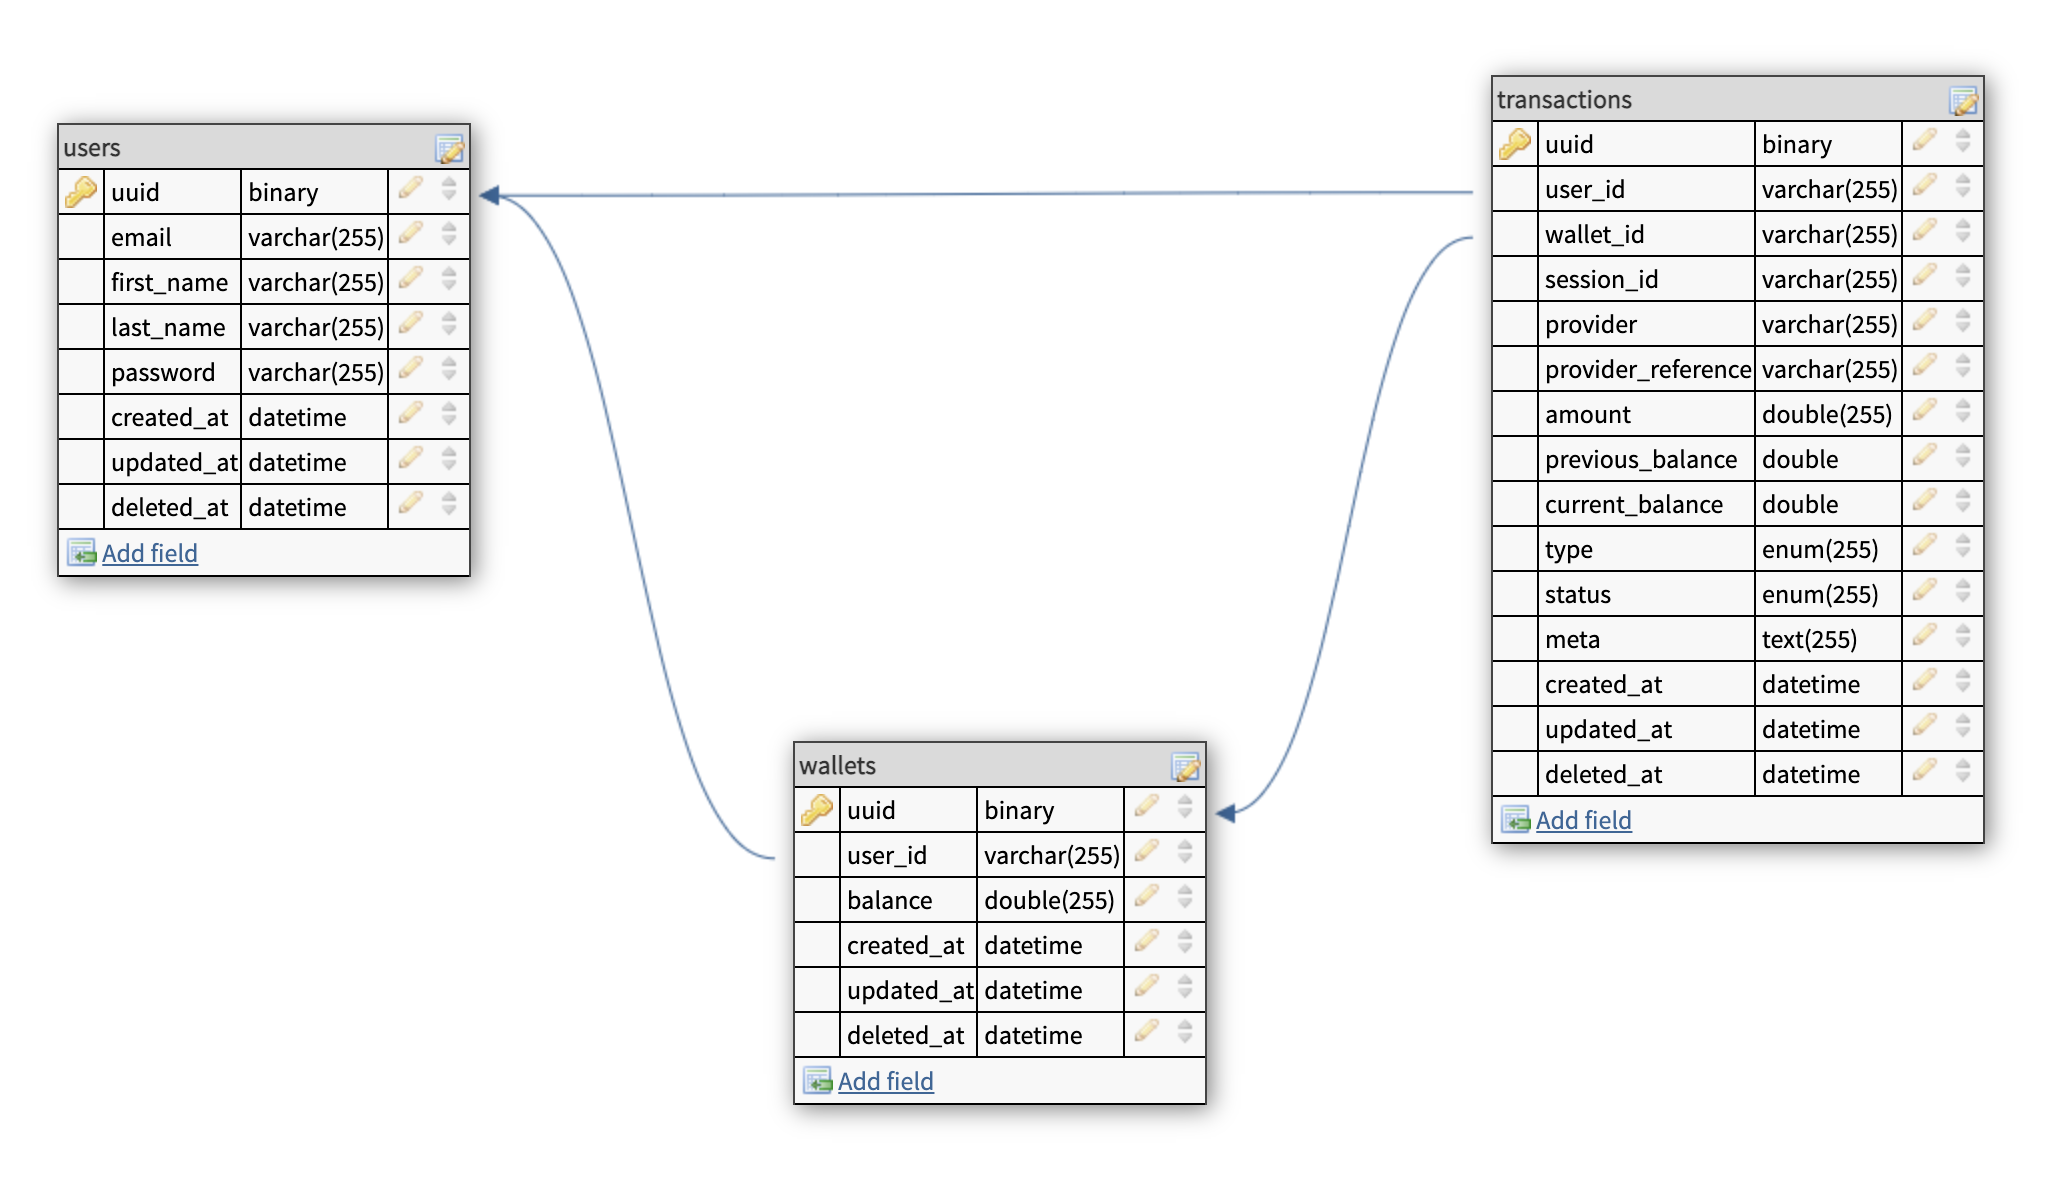 users
uuid binary
email varchar(255)
first_name varchar(255)
last_name varchar(255)
password varchar(255)
created_at datetime
updated_at datetime
deleted_at datetime
Add field
transactions
uuid binary
user_id varchar(255)
wallet_id varchar(255)
session_id varchar(255)
provider varchar(255)
provider_reference varchar(255)
amount double(255)
previous_balance double
current_balance double
type enum(255)
status enum(255)
meta text(255)
created_at datetime
updated_at datetime
deleted_at datetime
Add field
wallets
uuid binary
user_id varchar(255)
balance double(255)
created_at datetime
updated_at datetime
deleted_at datetime
Add field